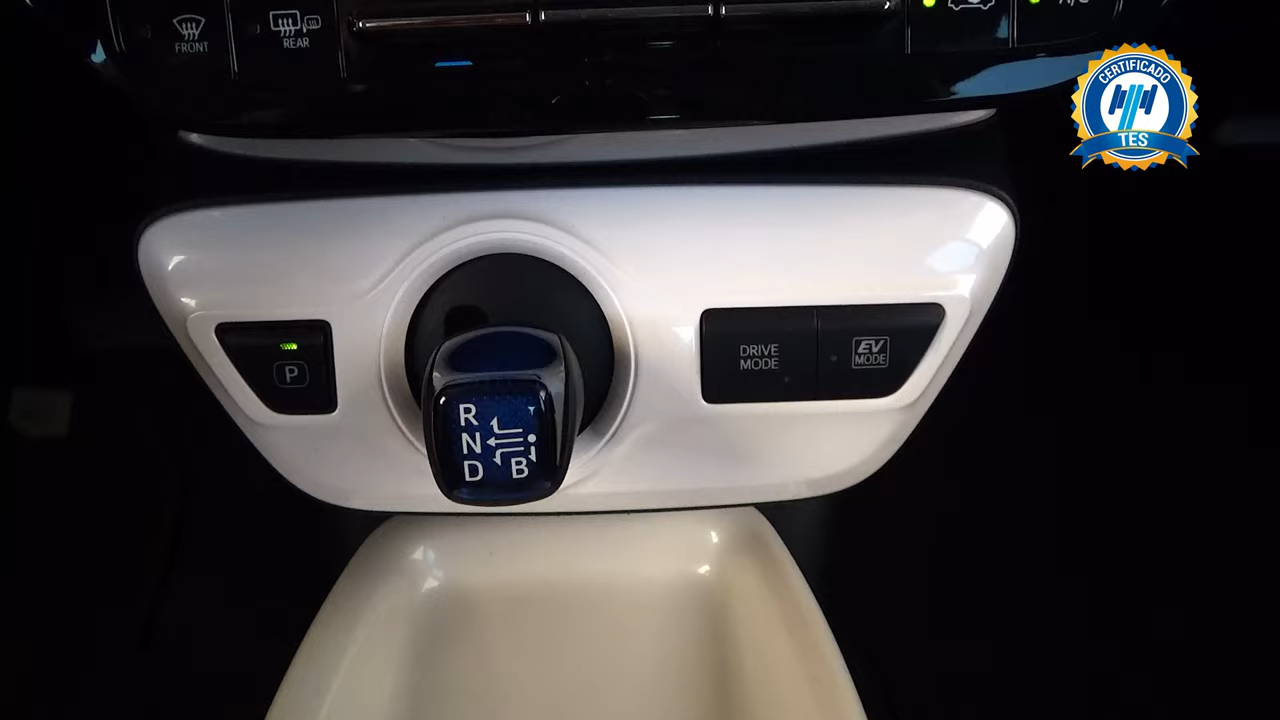 FRONT
REAR
A/C
CERTIFICADO
TES
P
DRIVE
MODE
EV
MODE
R
N
D
B